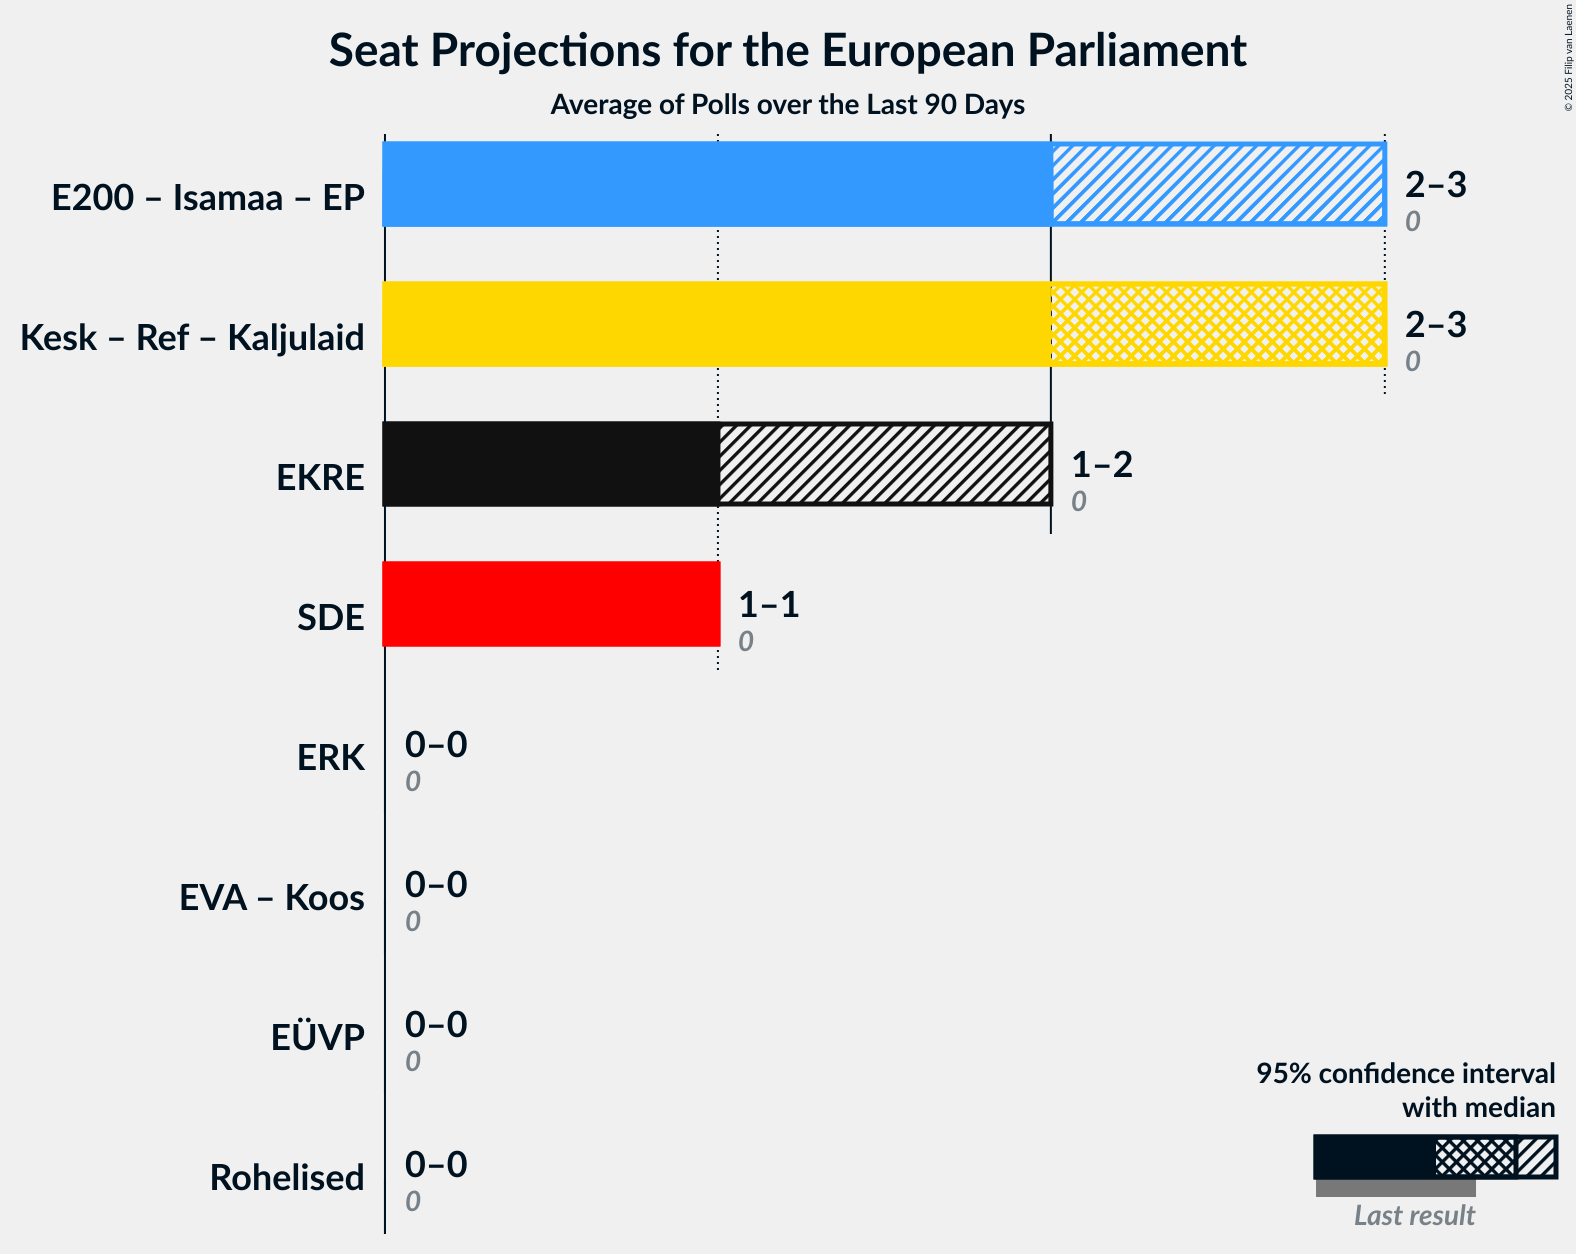 Seat Projections for the European Parliament
Average of Polls over the Last 90 Days
© 2025 Filip van Laenen
E200 – Isamaa – EP
2–3
0
Kesk – Ref – Kaljulaid
2–3
0
EKRE
1–2
0
SDE
1–1
0
ERK
0–0
0
EVA – Koos
0–0
0
EÜVP
0–0
0
Rohelised
0–0
0
95% confidence interval
with median
Last result